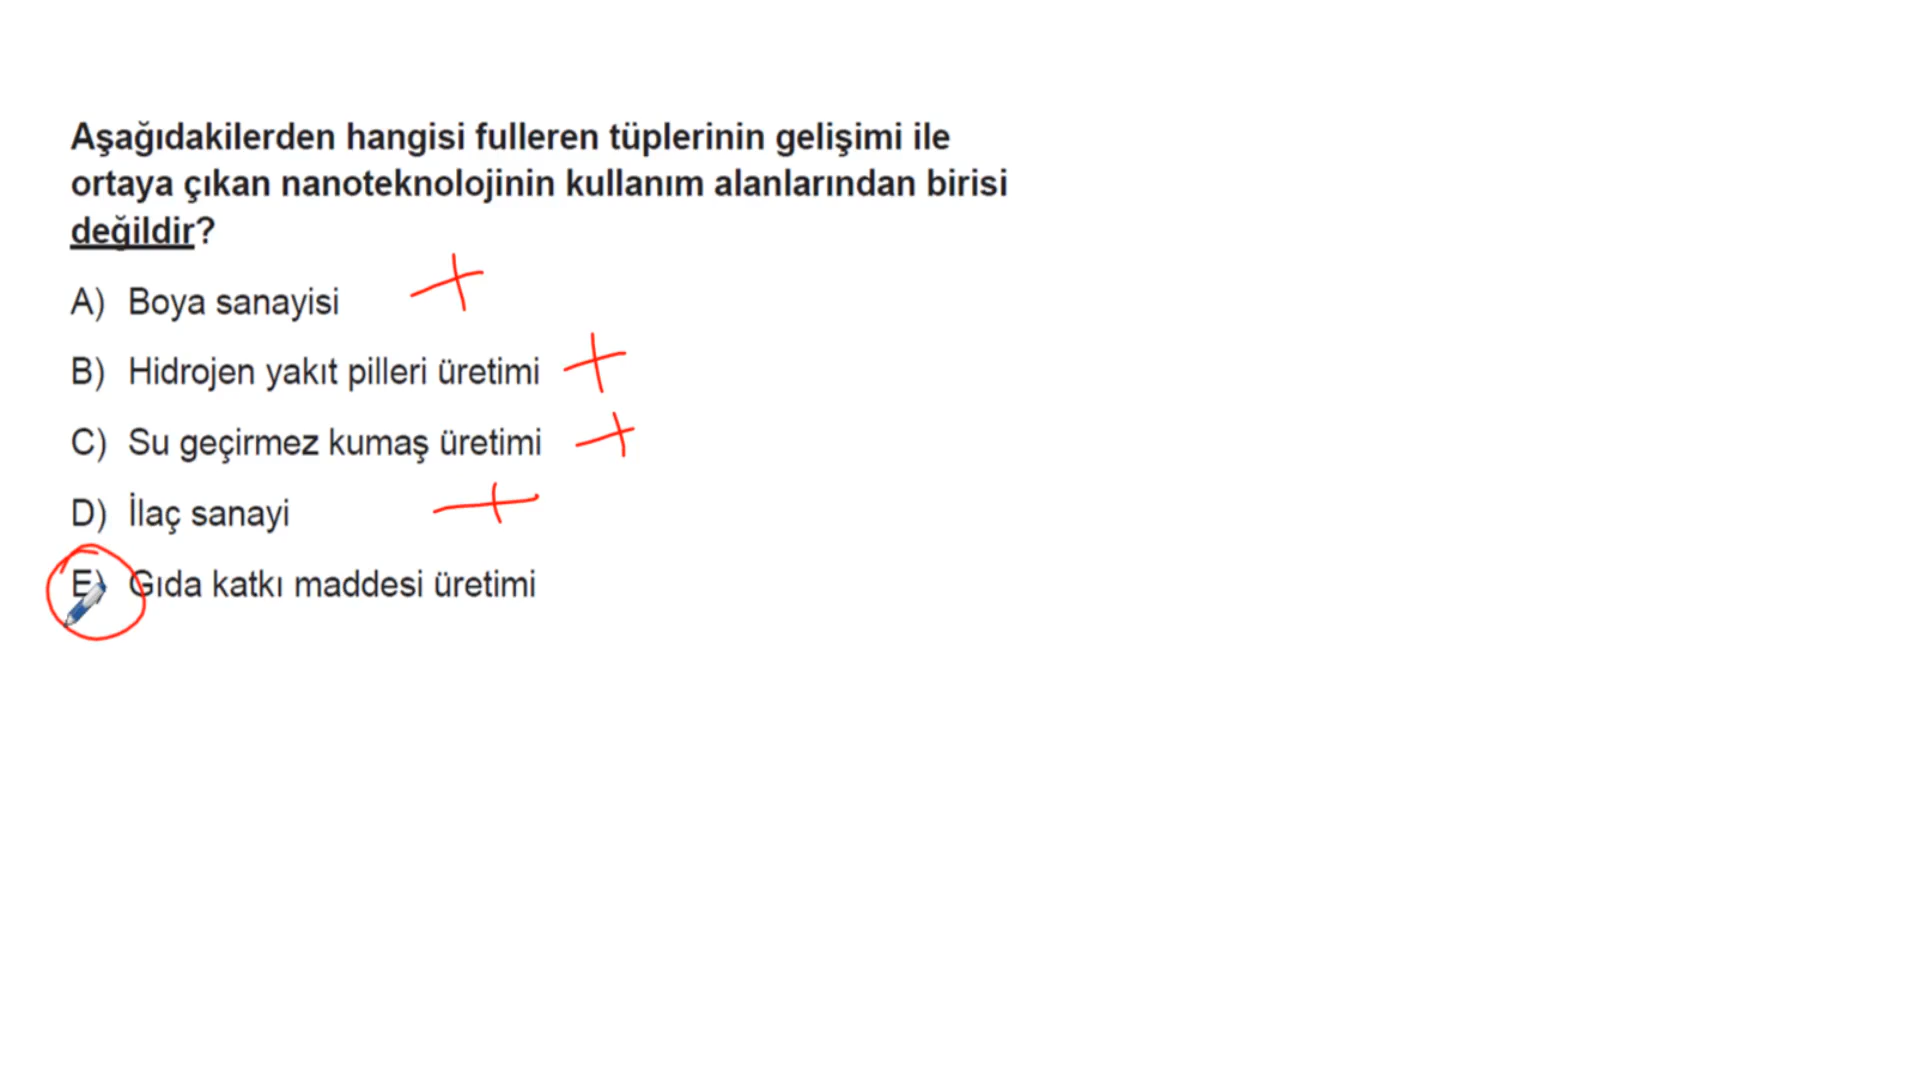 Aşağıdakilerden hangisi fulleren tüplerinin gelişimi ile
ortaya çıkan nanoteknolojinin kullanım alanlarından birisi
değildir?
A) Boya sanayisi +
B) Hidrojen yakıt pilleri üretimi +
C) Su geçirmez kumaş üretimi +
D) İlaç sanayi +
E) Gıda katkı maddesi üretimi